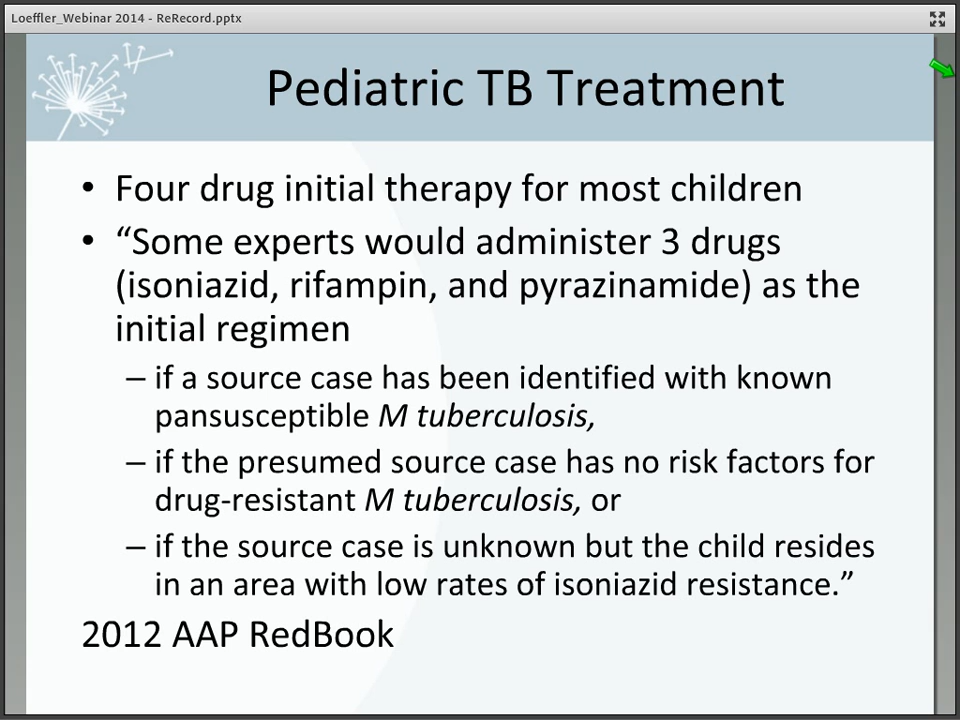 Loeffler_Webinar 2014 - ReRecord.pptx
Pediatric TB Treatment
• Four drug initial therapy for most children
• “Some experts would administer 3 drugs
(isoniazid, rifampin, and pyrazinamide) as the
initial regimen
– if a source case has been identified with known
pansusceptible M tuberculosis,
– if the presumed source case has no risk factors for
drug-resistant M tuberculosis, or
– if the source case is unknown but the child resides
in an area with low rates of isoniazid resistance.”
2012 AAP RedBook